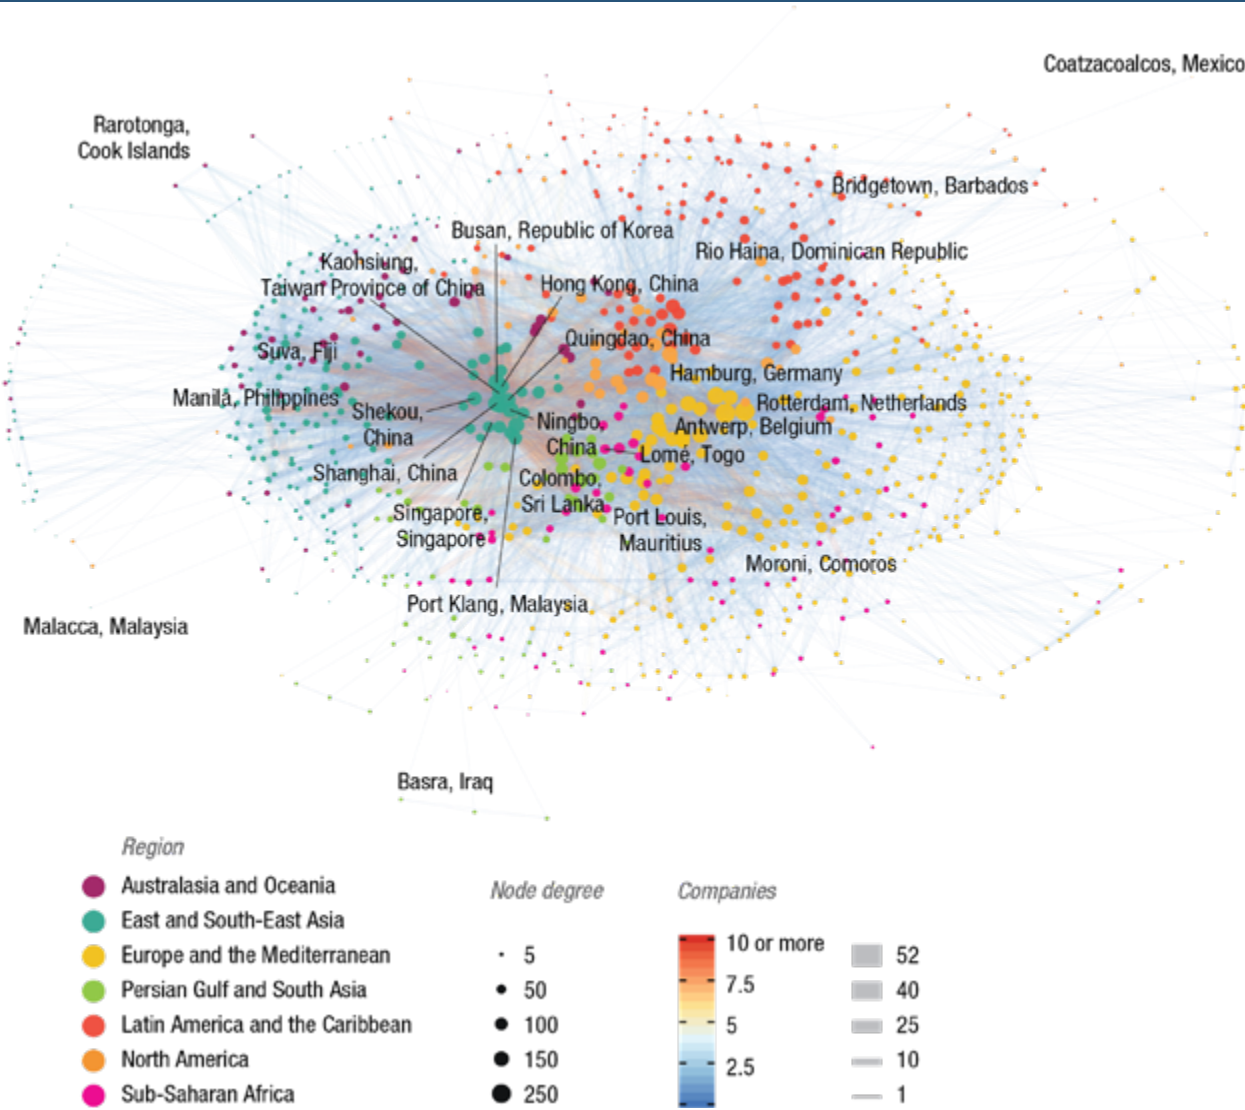 Coatzacoalcos, Mexico
Rarotonga,
Cook Islands
Bridgetown, Barbados
Busan, Republic of Korea
Rio Haina, Dominican Republic
Kaohsiung,
Taiwan Province of China
Hong Kong, China
Quingdao, China
Suva, Fiji
Hamburg, Germany
Manila, Philippines
Rotterdam, Netherlands
Shekou,
China
Ningbo,
China
Antwerp, Belgium
Lomé, Togo
Shanghai, China
Colombo,
Sri Lanka
Singapore,
Singapore
Port Louis,
Mauritius
Moroni, Comoros
Port Klang, Malaysia
Malacca, Malaysia
Basra, Iraq
Region
Australasia and Oceania
East and South-East Asia
Europe and the Mediterranean
Persian Gulf and South Asia
Latin America and the Caribbean
North America
Sub-Saharan Africa
Node degree
5
50
100
150
250
Companies
10 or more
7.5
5
2.5
52
40
25
10
1